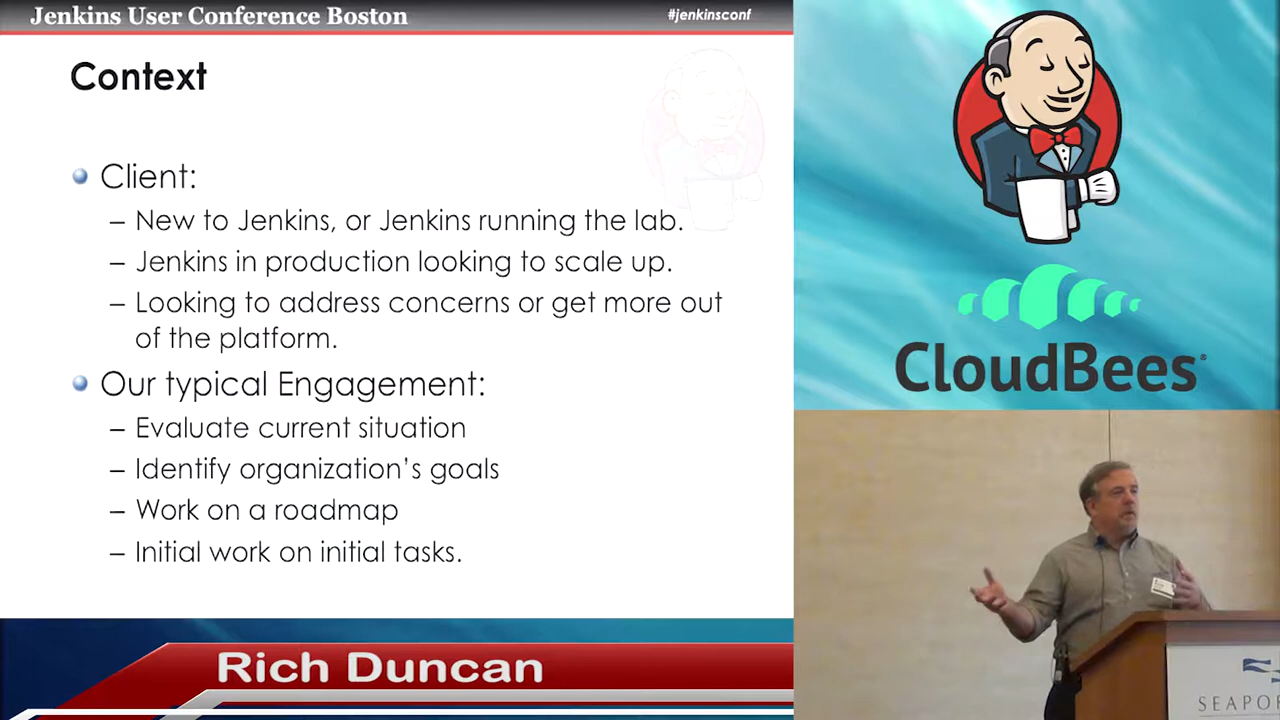 Jenkins User Conference Boston
#jenkinsconf
Context
Client:
– New to Jenkins, or Jenkins running the lab.
– Jenkins in production looking to scale up.
– Looking to address concerns or get more out
of the platform.
Our typical Engagement:
– Evaluate current situation
– Identify organization's goals
– Work on a roadmap
– Initial work on initial tasks.
CloudBees
Rich Duncan
SEAPO